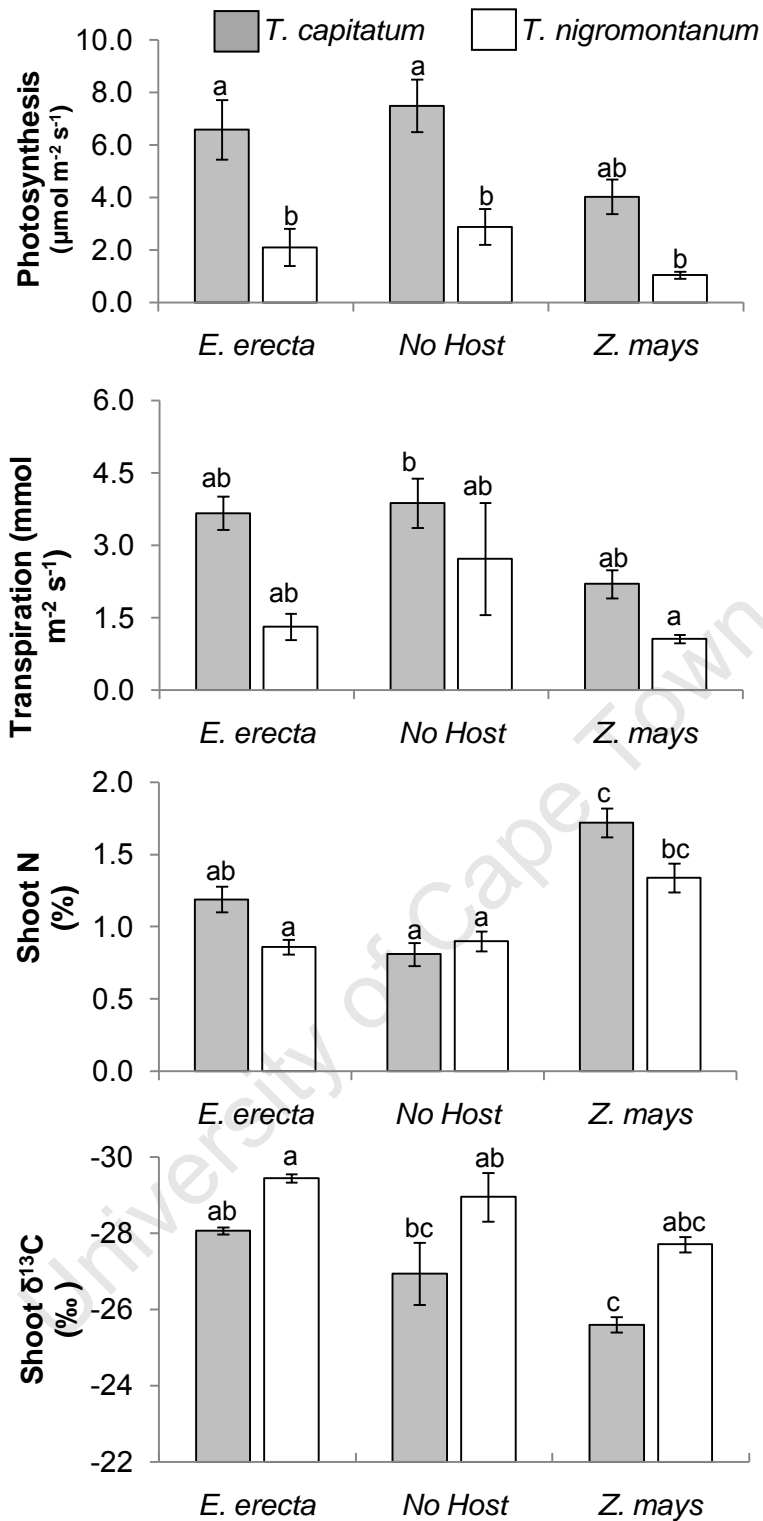 T. capitatum T. nigromontanum
Photosynthesis
(µmol m⁻² s⁻¹)
10.0
8.0
6.0
4.0
2.0
0.0
a b a b ab b
E. erecta No Host Z. mays
Transpiration (mmol
m⁻² s⁻¹)
6.0
4.5
3.0
1.5
0.0
ab ab b ab ab a
E. erecta No Host Z. mays
Shoot N
(%)
2.0
1.5
1.0
0.5
0.0
ab a a a c bc
E. erecta No Host Z. mays
Shoot δ¹³C
(‰)
-30
-28
-26
-24
-22
ab a bc ab c abc
E. erecta No Host Z. mays
University of Cape Town